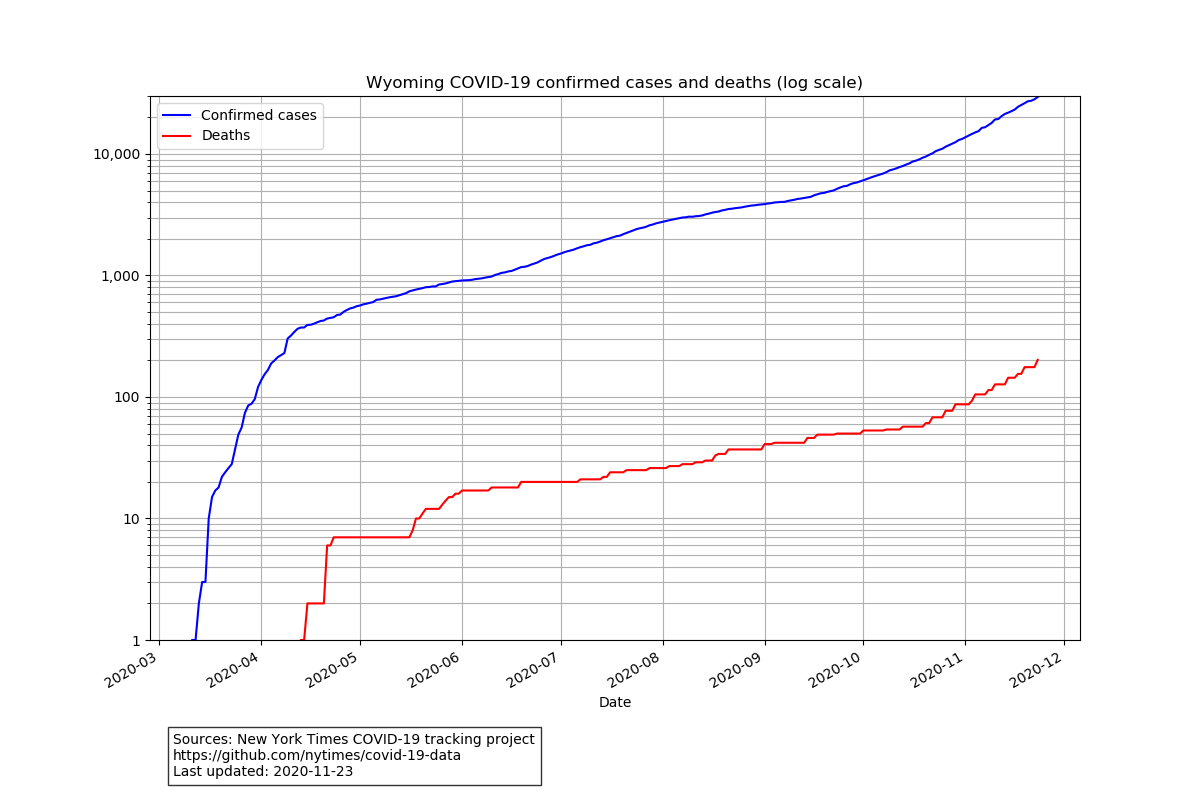 Wyoming COVID-19 confirmed cases and deaths (log scale)
Confirmed cases
Deaths
10,000
1,000
100
10
1
2020-03
2020-04
2020-05
2020-06
2020-07
2020-08
2020-09
2020-10
2020-11
2020-12
Date
Sources: New York Times COVID-19 tracking project
https://github.com/nytimes/covid-19-data
Last updated: 2020-11-23